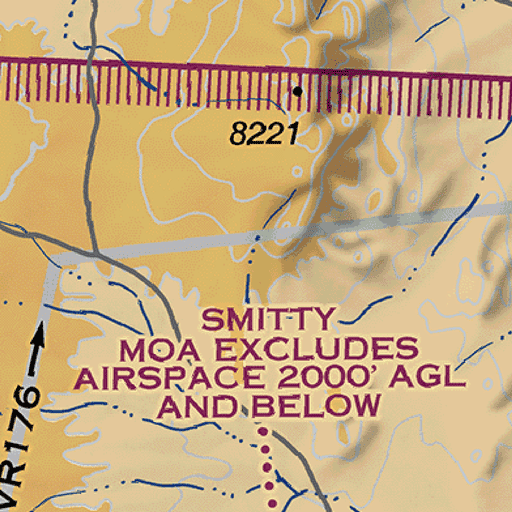 8221
SMITTY
MOA EXCLUDES
AIRSPACE 2000' AGL
AND BELOW
VR176